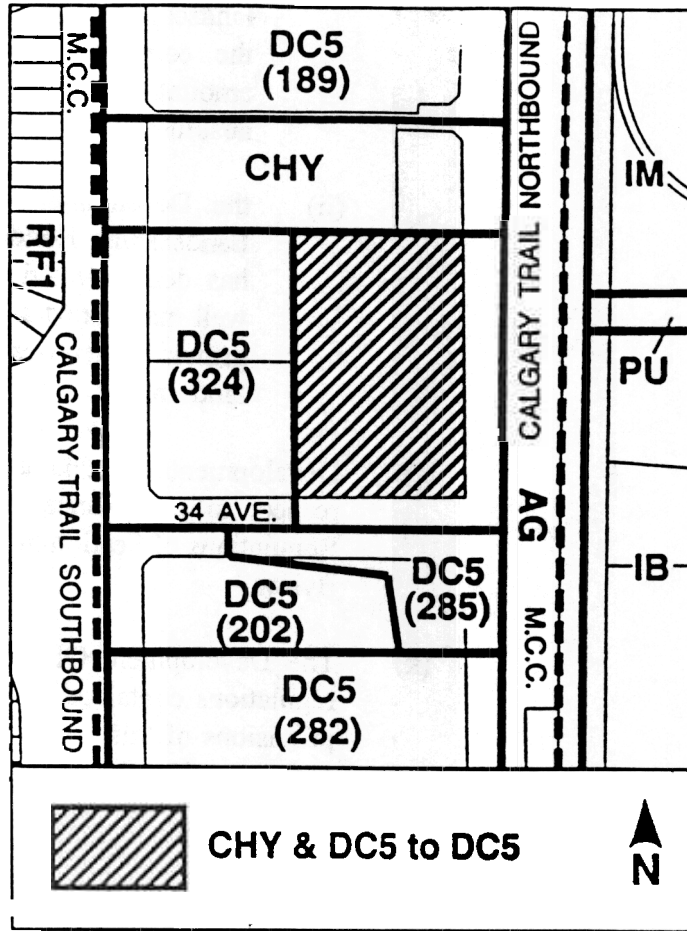 DC5
(189)
M.C.C.
CHY
CALGARY TRAIL NORTHBOUND
IM
RF1
DC5
(324)
PU
CALGARY TRAIL SOUTHBOUND
34 AVE.
AG
DC5
(202)
DC5
(285)
IB
M.C.C.
DC5
(282)
CHY & DC5 to DC5
N